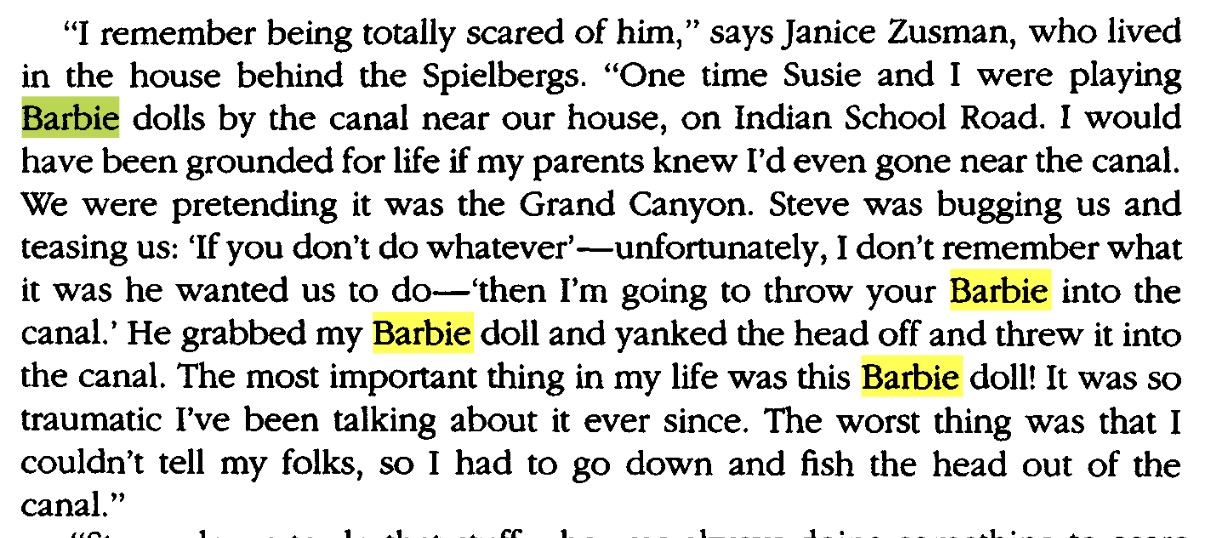 “I remember being totally scared of him,” says Janice Zusman, who lived
in the house behind the Spielbergs. “One time Susie and I were playing
Barbie dolls by the canal near our house, on Indian School Road. I would
have been grounded for life if my parents knew I’d even gone near the canal.
We were pretending it was the Grand Canyon. Steve was bugging us and
teasing us: ‘If you don’t do whatever’—unfortunately, I don’t remember what
it was he wanted us to do—‘then I’m going to throw your Barbie into the
canal.’ He grabbed my Barbie doll and yanked the head off and threw it into
the canal. The most important thing in my life was this Barbie doll! It was so
traumatic I’ve been talking about it ever since. The worst thing was that I
couldn’t tell my folks, so I had to go down and fish the head out of the
canal.”